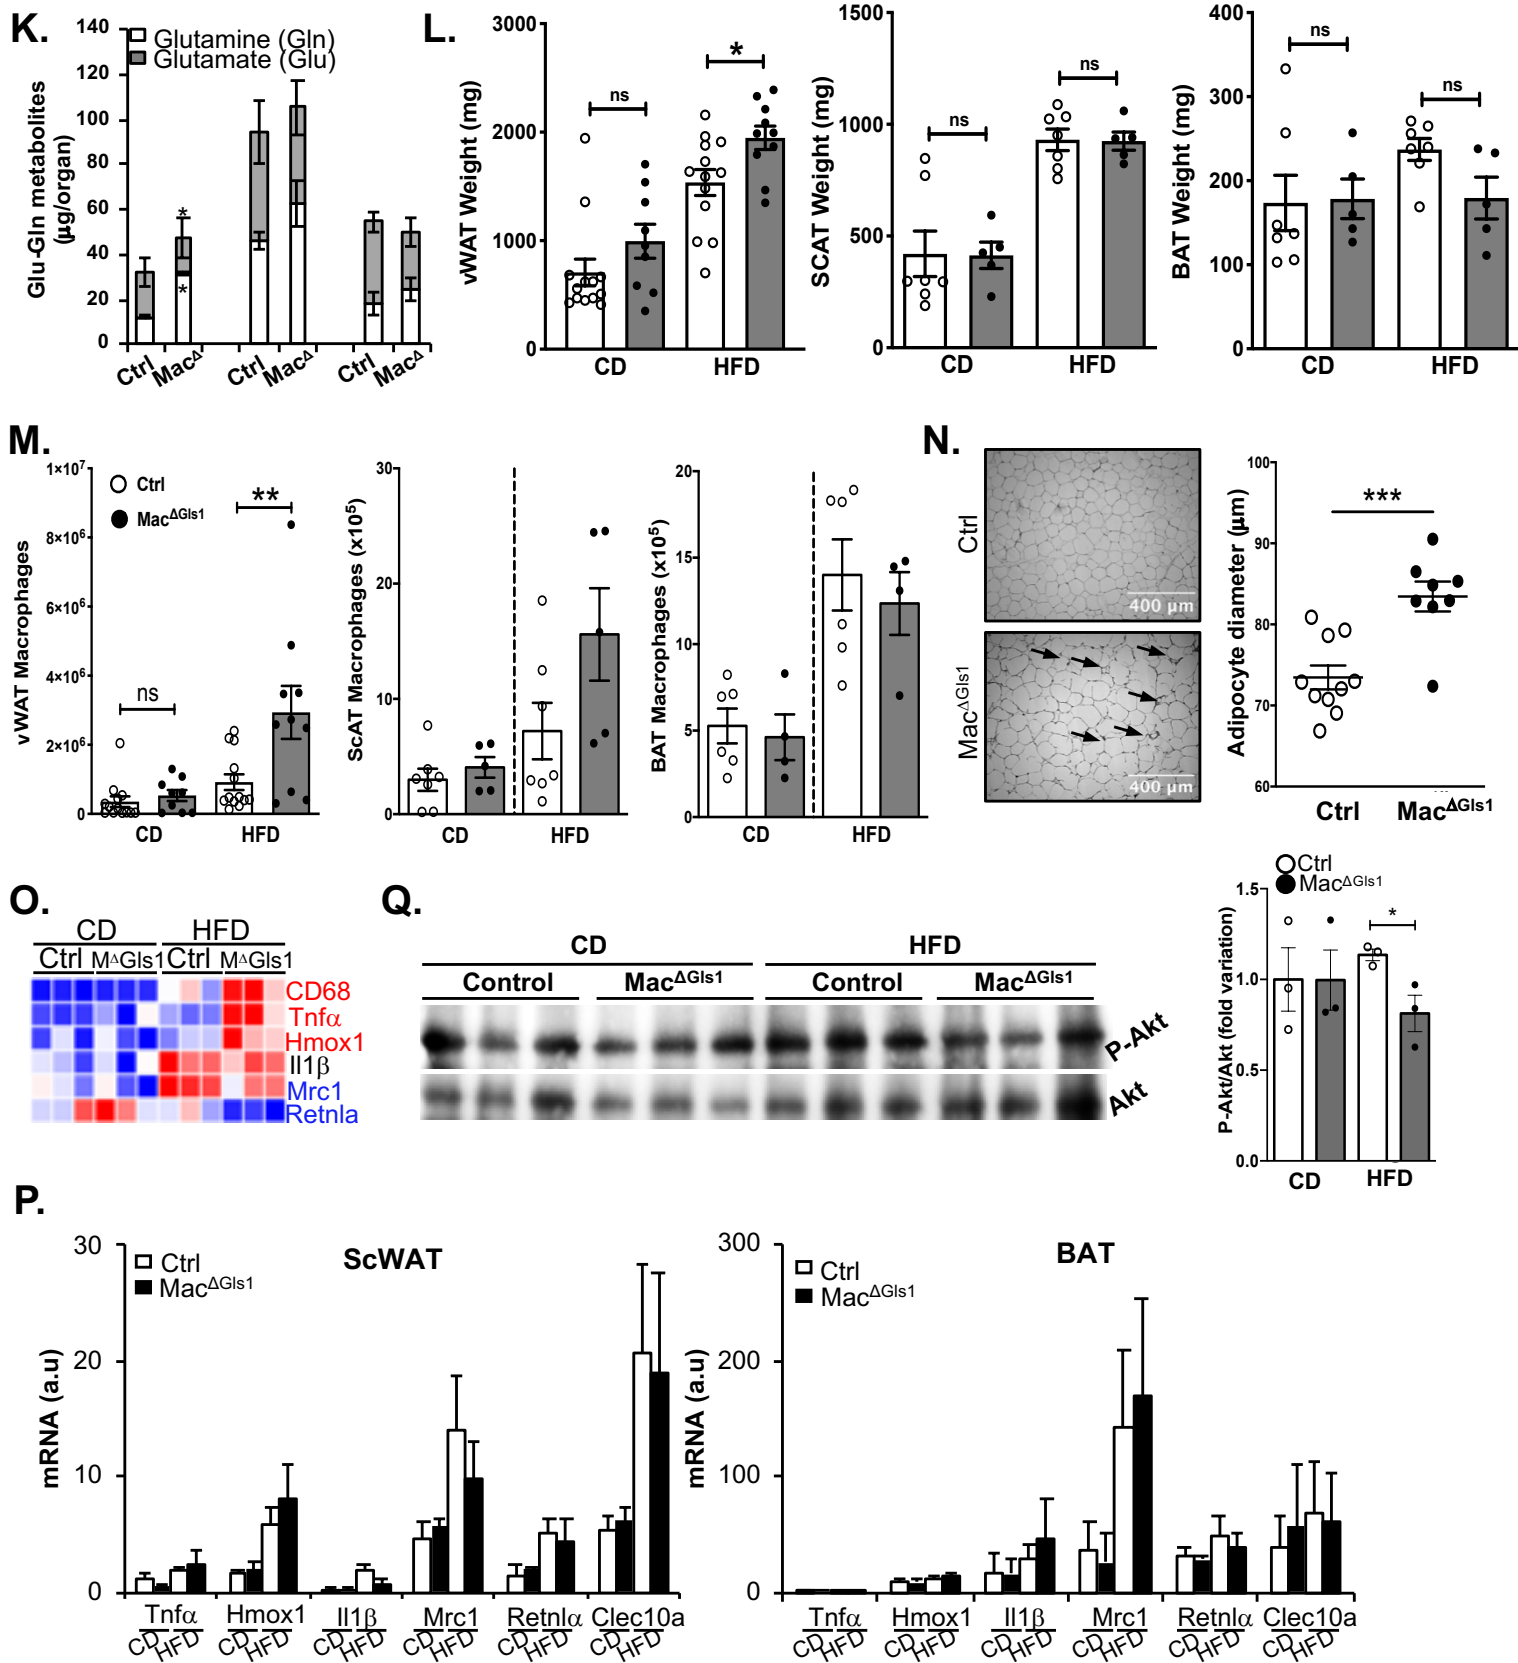 K.
Glutamine (Gln)
Glutamate (Glu)
Glu-Gln metabolites
(µg/organ)
140
120
100
80
60
40
20
0
*
*
Ctrl MacΔ Ctrl MacΔ Ctrl MacΔ
L.
vWAT Weight (mg)
3000
2000
1000
0
ns
*
CD HFD
SCAT Weight (mg)
1500
1000
500
0
ns
ns
CD HFD
BAT Weight (mg)
400
300
200
100
0
ns
ns
CD HFD
M.
Ctrl
MacΔGls1
vWAT Macrophages
1×10⁷
8×10⁶
6×10⁶
4×10⁶
2×10⁶
0
ns
**
CD HFD
ScAT Macrophages (x10⁵)
30
20
10
0
CD HFD
BAT Macrophages (x10⁵)
20
15
10
5
0
CD HFD
N.
Ctrl
400 µm
MacΔGls1
400 µm
Adipocyte diameter (µm)
100
90
80
70
60
***
Ctrl MacΔGls1
O.
CD HFD
Ctrl MΔGls1 Ctrl MΔGls1
CD68
Tnfα
Hmox1
Il1β
Mrc1
Retnla
Q.
CD HFD
Control MacΔGls1 Control MacΔGls1
P-Akt
Akt
Ctrl
MacΔGls1
P-Akt/Akt (fold variation)
1.5
1.0
0.5
0.0
*
CD HFD
P.
ScWAT
Ctrl
MacΔGls1
mRNA (a.u)
30
20
10
0
Tnfα Hmox1 Il1β Mrc1 Retnlα Clec10a
CD HFD CD HFD CD HFD CD HFD CD HFD CD HFD
BAT
Ctrl
MacΔGls1
mRNA (a.u)
300
200
100
0
Tnfα Hmox1 Il1β Mrc1 Retnlα Clec10a
CD HFD CD HFD CD HFD CD HFD CD HFD CD HFD